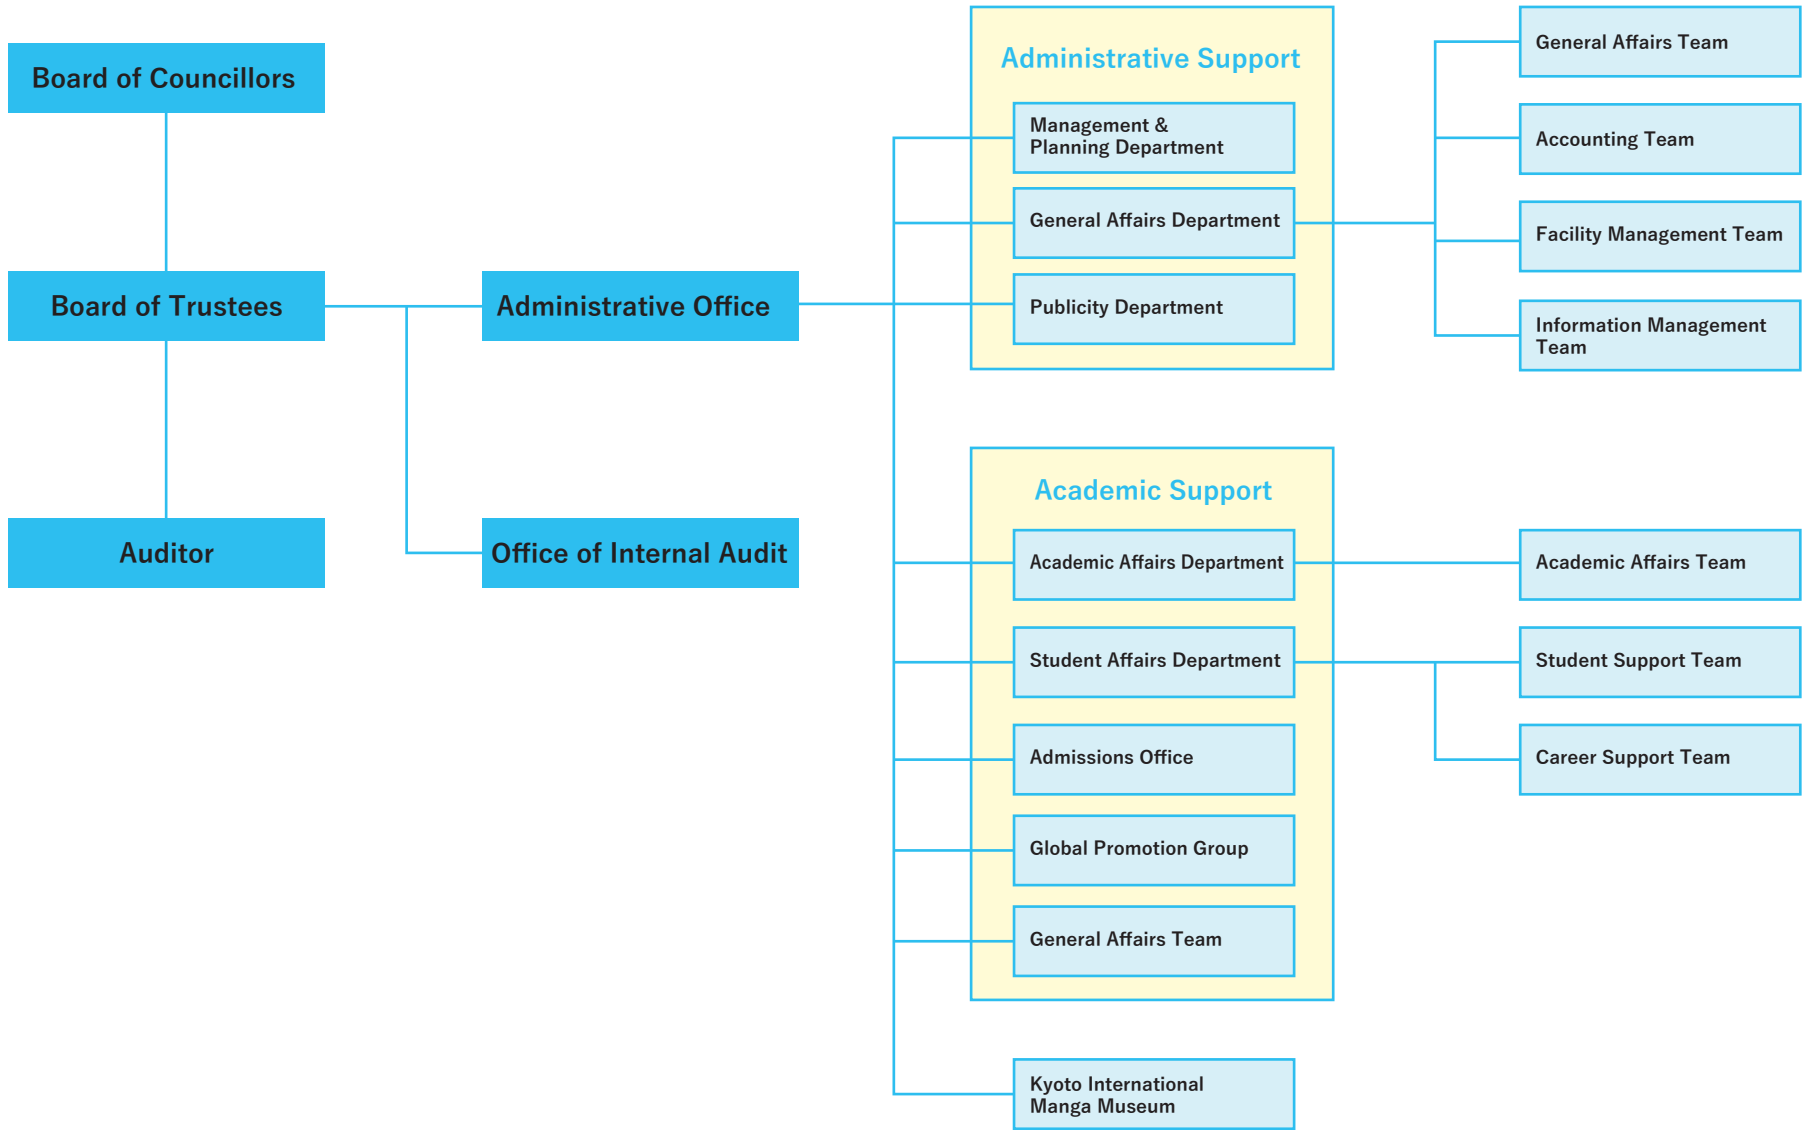 Board of Councillors
Board of Trustees
Auditor
Administrative Office
Office of Internal Audit
Administrative Support
Management &
Planning Department
General Affairs Department
Publicity Department
General Affairs Team
Accounting Team
Facility Management Team
Information Management
Team
Academic Support
Academic Affairs Department
Student Affairs Department
Admissions Office
Global Promotion Group
General Affairs Team
Academic Affairs Team
Student Support Team
Career Support Team
Kyoto International
Manga Museum